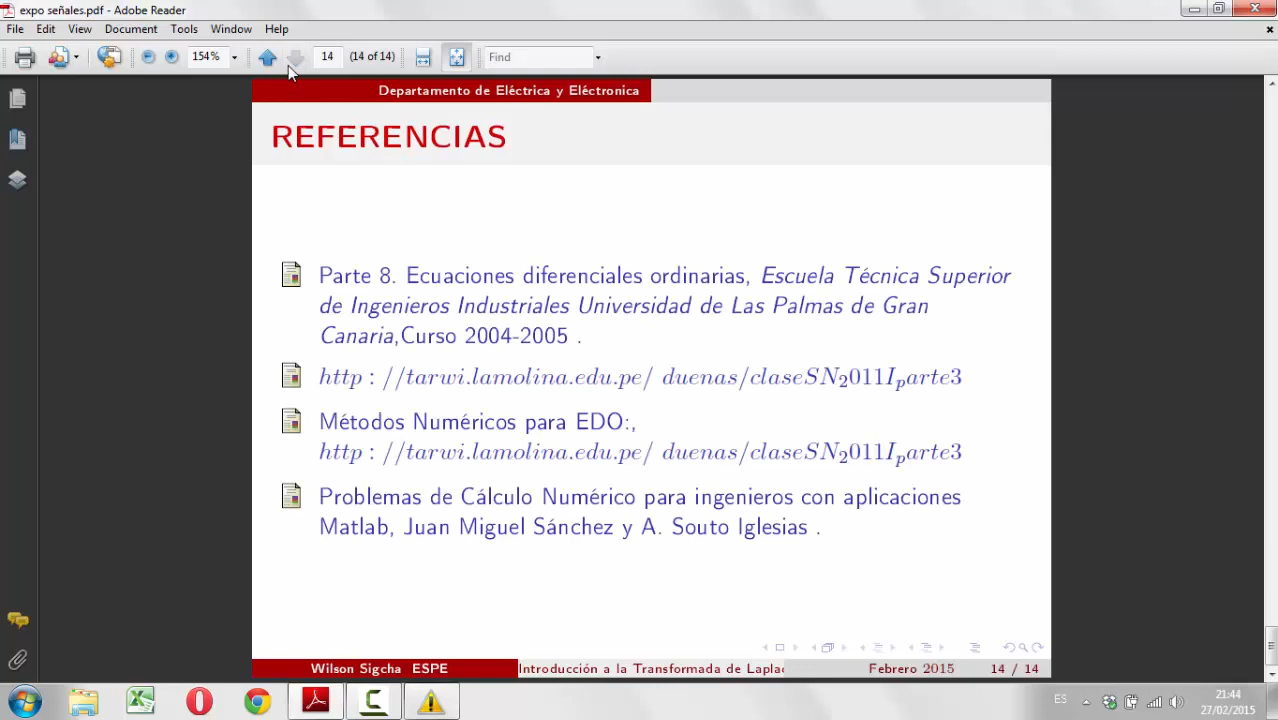 expo señales.pdf - Adobe Reader
File Edit View Document Tools Window Help
154% 14 (14 of 14) Find
Departamento de Eléctrica y Eléctronica
REFERENCIAS
Parte 8. Ecuaciones diferenciales ordinarias, Escuela Técnica Superior
de Ingenieros Industriales Universidad de Las Palmas de Gran
Canaria,Curso 2004-2005 .
http : //tarwi.lamolina.edu.pe/ duenas/claseSN₂011Iₚarte3
Métodos Numéricos para EDO:,
http : //tarwi.lamolina.edu.pe/ duenas/claseSN₂011Iₚarte3
Problemas de Cálculo Numérico para ingenieros con aplicaciones
Matlab, Juan Miguel Sánchez y A. Souto Iglesias .
Wilson Sigcha ESPE Introducción a la Transformada de Laplac Febrero 2015 14 / 14
ES 21:44
27/02/2015